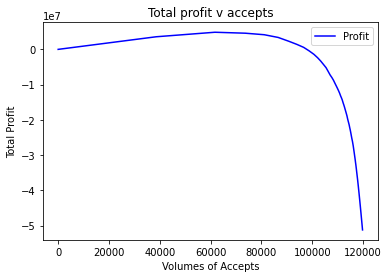 Total profit v accepts
1e7
Profit
0
−1
−2
−3
−4
−5
Total Profit
0 20000 40000 60000 80000 100000 120000
Volumes of Accepts